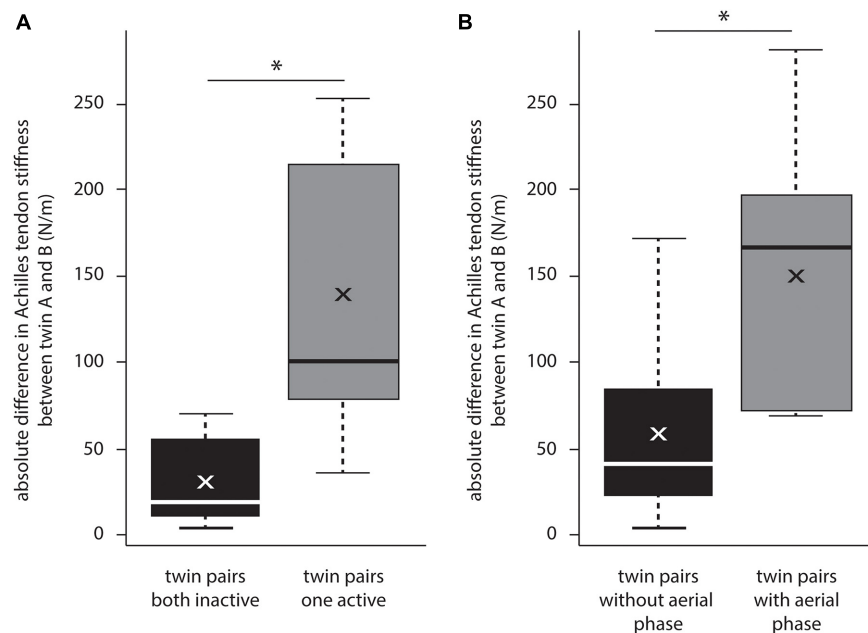 A
absolute difference in Achilles tendon stiffness
between twin A and B (N/m)
250
200
150
100
50
0
*
×
×
twin pairs
both inactive
twin pairs
one active
B
absolute difference in Achilles tendon stiffness
between twin A and B (N/m)
250
200
150
100
50
0
*
×
×
twin pairs
without aerial
phase
twin pairs
with aerial
phase